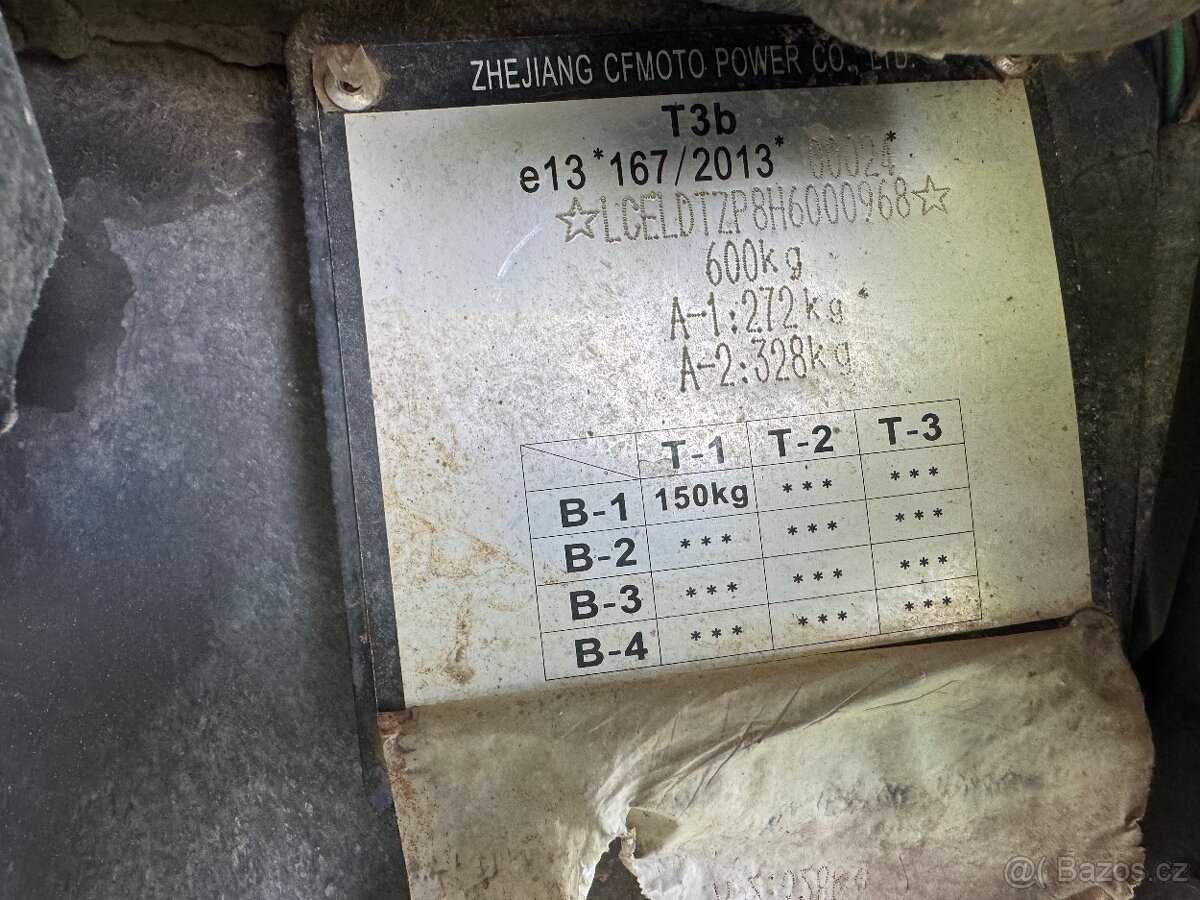 ZHEJIANG CFMOTO POWER CO., LTD.
T3b
e13*167/2013*00024*
☆LCELDTZP8H6000968☆
600kg
A-1:272kg
A-2:328kg
T-1 T-2 T-3
B-1 150kg *** ***
B-2 *** *** ***
B-3 *** *** ***
B-4 *** *** ***
@( Bazos.cz